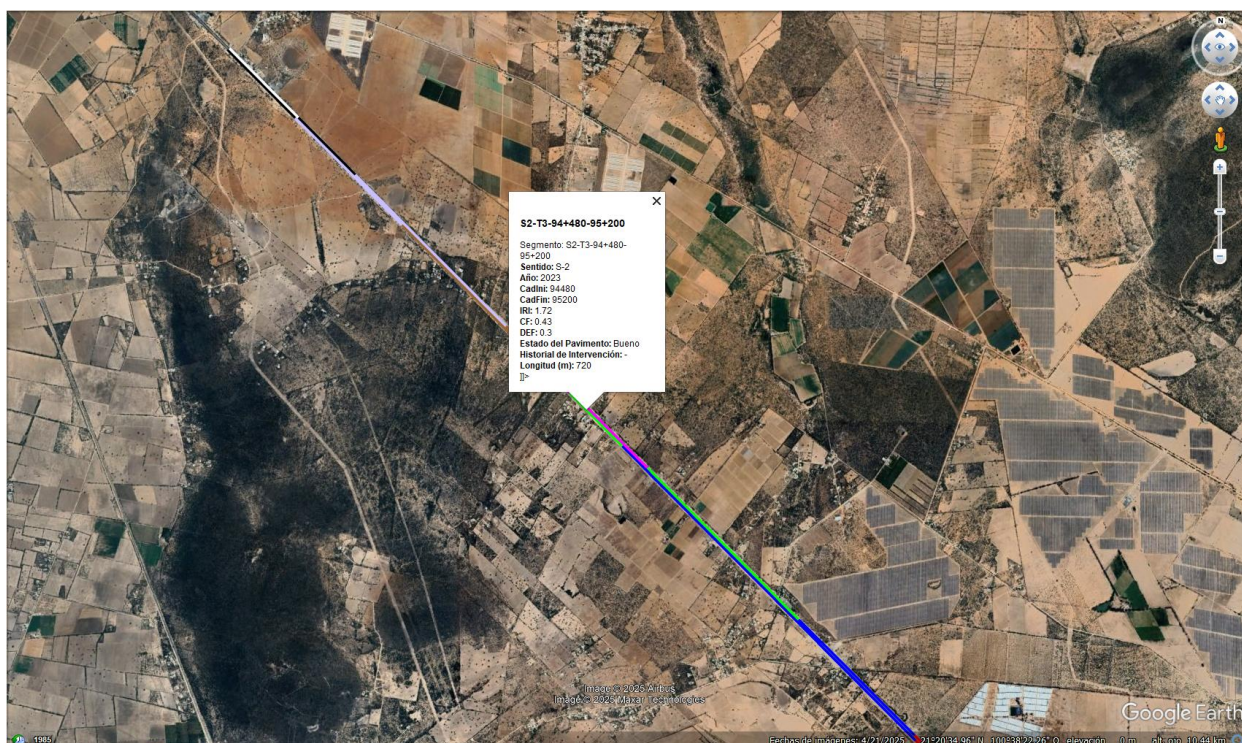 N
S2-T3-94+480-95+200
Segmento: S2-T3-94+480-
95+200
Sentido: S-2
Año: 2023
CadIni: 94480
CadFin: 95200
IRI: 1.72
CF: 0.43
DEF: 0.3
Estado del Pavimento: Bueno
Historial de Intervención: -
Longitud (m): 720
]]>
Image © 2025 Airbus
Image © 2025 Maxar Technologies
Google Earth
1985
Fechas de imágenes: 4/21/2025 21°20'34.96" N 100°38'22.26" O elevación 0 m alt. ojo 10.44 km